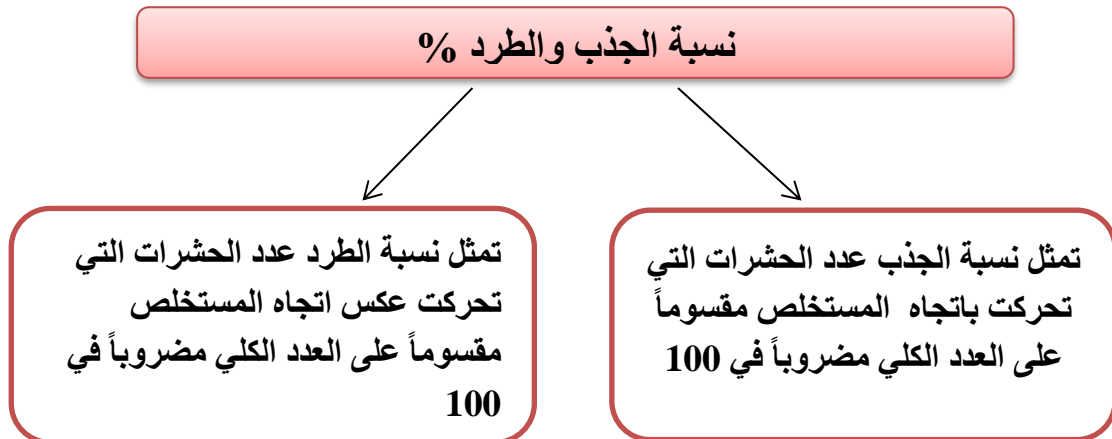 نسبة الجذب والطرد %
تمثل نسبة الجذب عدد الحشرات التي
تحركت باتجاه المستخلص مقسوماً
على العدد الكلي مضروباً في 100
تمثل نسبة الطرد عدد الحشرات التي
تحركت عكس اتجاه المستخلص
مقسوماً على العدد الكلي مضروباً في
100